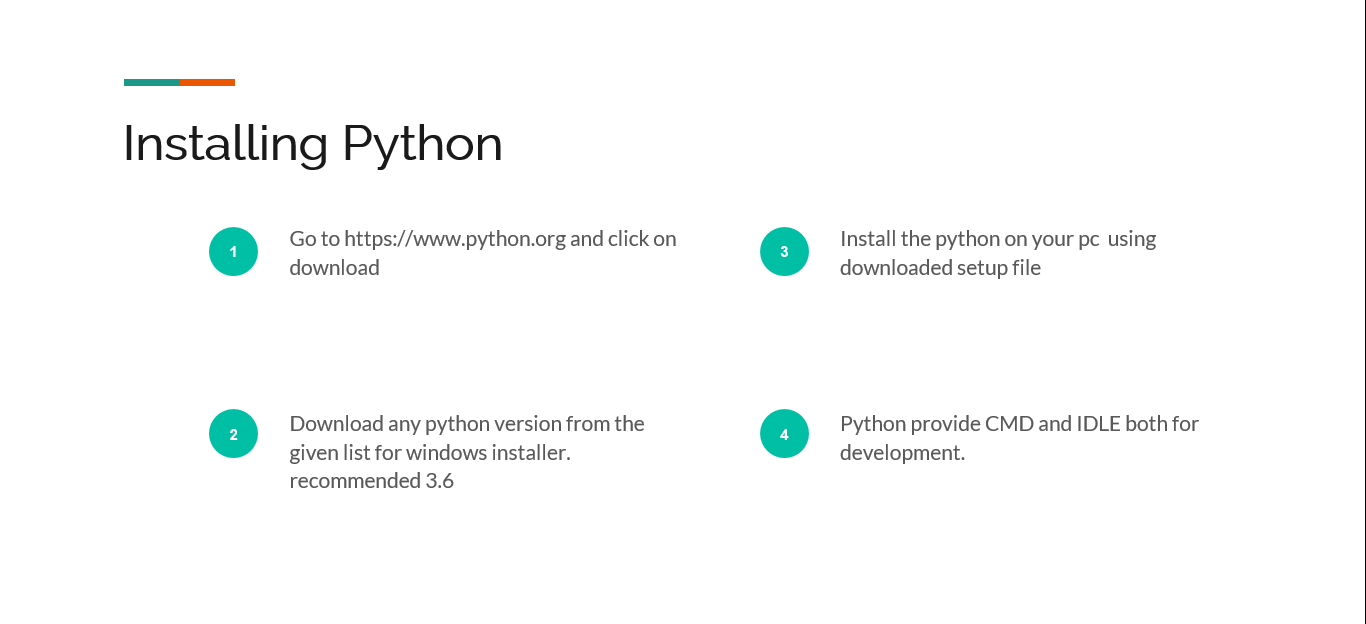 Installing Python
1
Go to https://www.python.org and click on
download
2
Download any python version from the
given list for windows installer.
recommended 3.6
3
Install the python on your pc  using
downloaded setup file
4
Python provide CMD and IDLE both for
development.